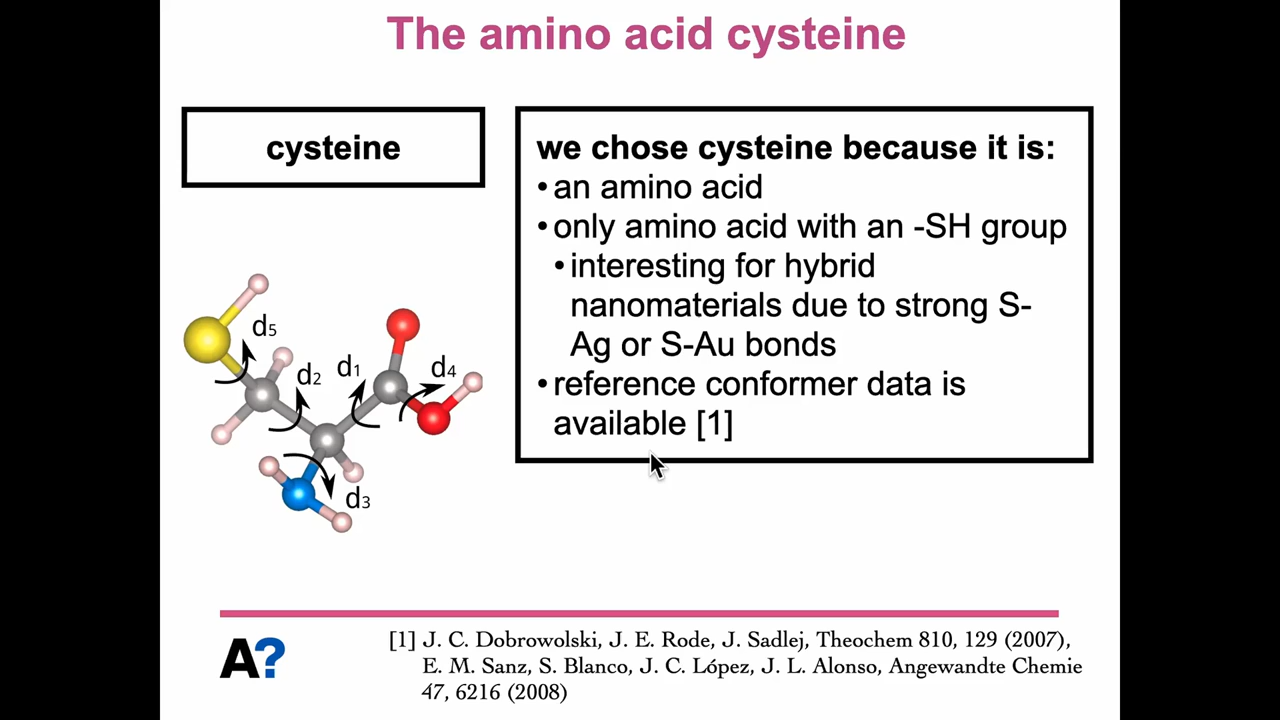 The amino acid cysteine
cysteine
we chose cysteine because it is:
•an amino acid
•only amino acid with an -SH group
•interesting for hybrid
nanomaterials due to strong S-
Ag or S-Au bonds
•reference conformer data is
available [1]
d5
d2
d1
d4
d3
A?
[1] J. C. Dobrowolski, J. E. Rode, J. Sadlej, Theochem 810, 129 (2007),
E. M. Sanz, S. Blanco, J. C. López, J. L. Alonso, Angewandte Chemie
47, 6216 (2008)